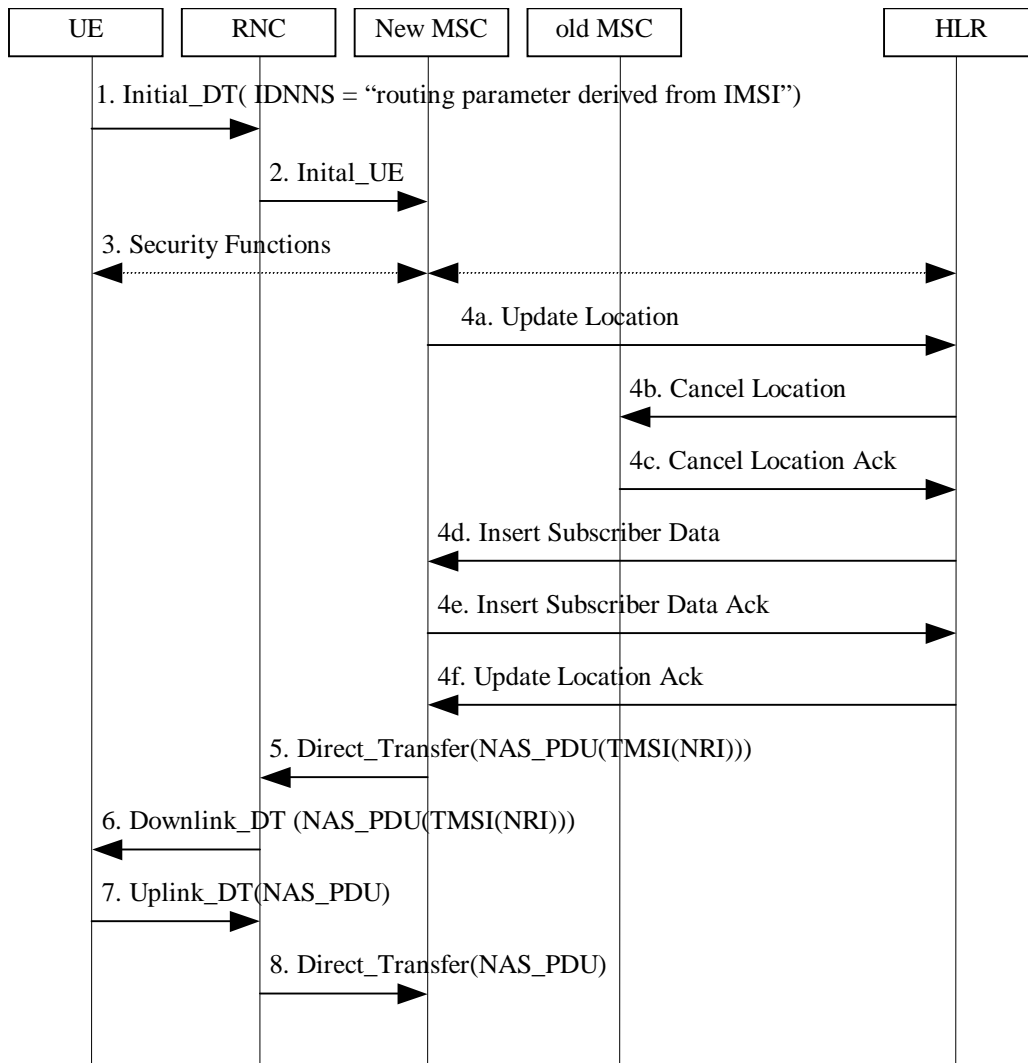 UE
RNC
New MSC
old MSC
HLR
1. Initial_DT( IDNNS = “routing parameter derived from IMSI”)
2. Inital_UE
3. Security Functions
4a. Update Location
4b. Cancel Location
4c. Cancel Location Ack
4d. Insert Subscriber Data
4e. Insert Subscriber Data Ack
4f. Update Location Ack
5. Direct_Transfer(NAS_PDU(TMSI(NRI)))
6. Downlink_DT (NAS_PDU(TMSI(NRI)))
7. Uplink_DT(NAS_PDU)
8. Direct_Transfer(NAS_PDU)